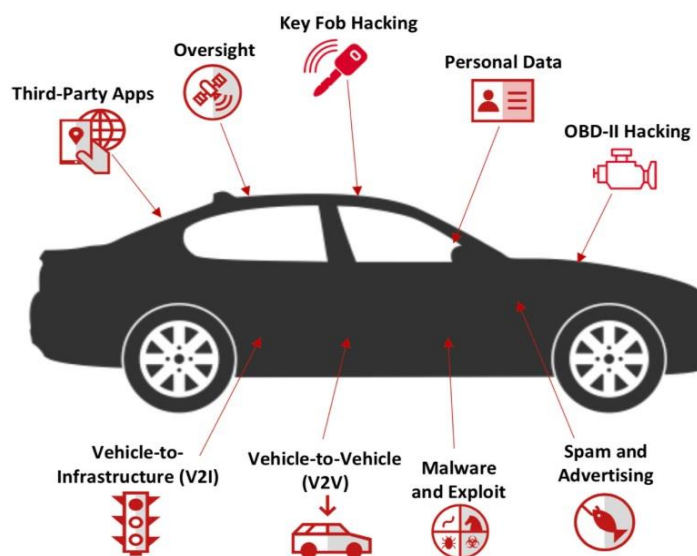 Key Fob Hacking
Oversight
Personal Data
Third-Party Apps
OBD-II Hacking
Vehicle-to-
Infrastructure (V2I)
Vehicle-to-Vehicle
(V2V)
Malware
and Exploit
Spam and
Advertising